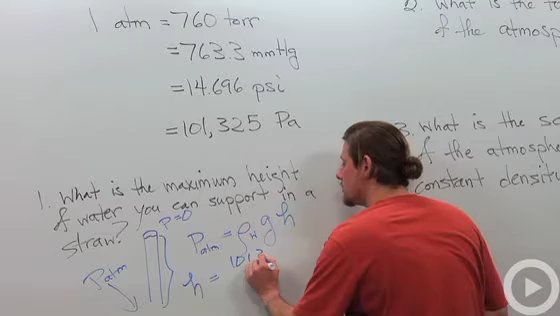 1 atm = 760 torr
= 763.3 mmHg
= 14.696 psi
= 101,325 Pa
1. What is the maximum height
of water you can support in a
straw?
P=0
Patm
Patm = ρw g h
h =
2. What is the
of the atmosp
3. What is the sc
of the atmosphe
constant densit